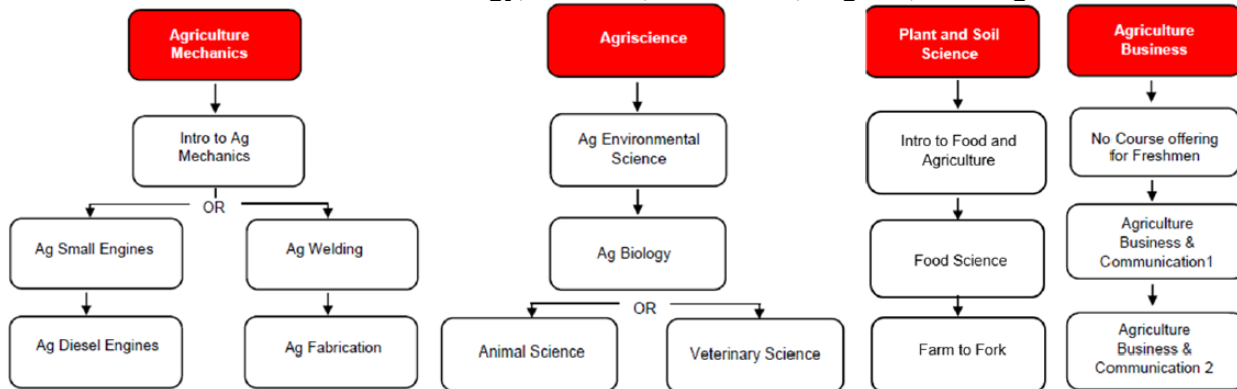 Agriculture
Mechanics
Intro to Ag
Mechanics
OR
Ag Small Engines
Ag Welding
Ag Diesel Engines
Ag Fabrication
Agriscience
Ag Environmental
Science
Ag Biology
OR
Animal Science
Veterinary Science
Plant and Soil
Science
Intro to Food and
Agriculture
Food Science
Farm to Fork
Agriculture
Business
No Course offering
for Freshmen
Agriculture
Business &
Communication1
Agriculture
Business &
Communication 2